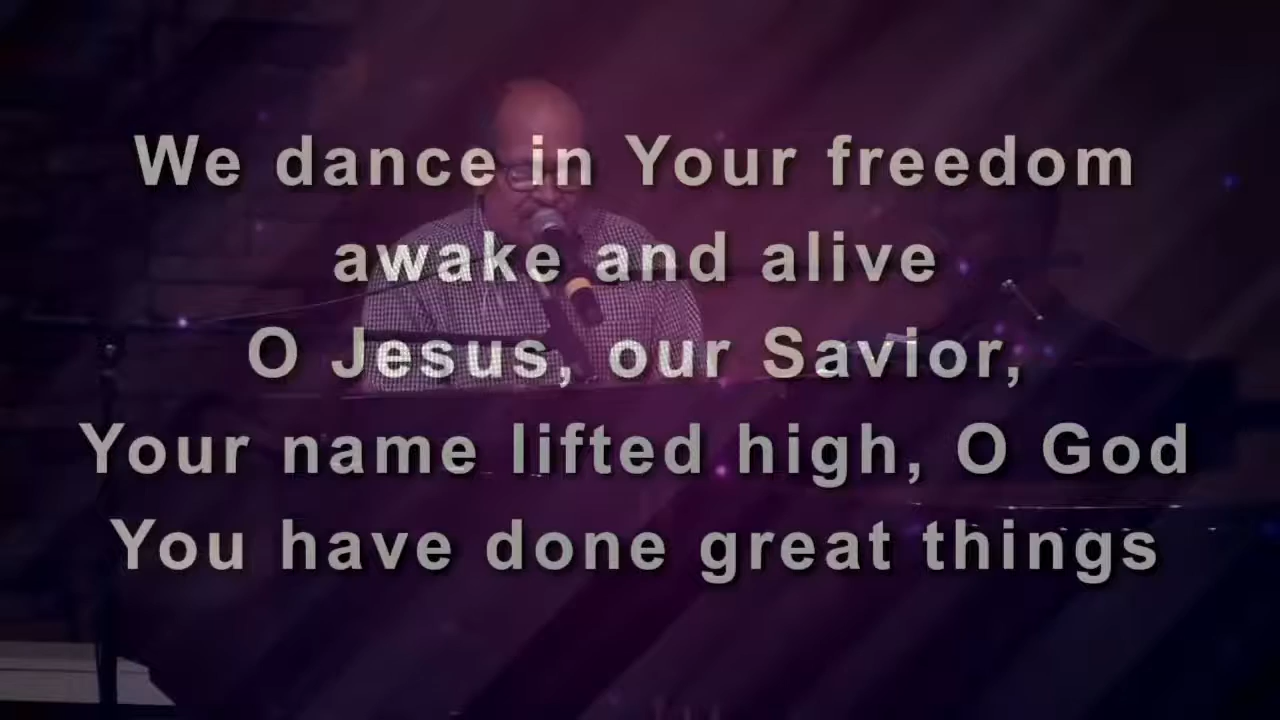 We dance in Your freedom
awake and alive
O Jesus, our Savior,
Your name lifted high, O God
You have done great things